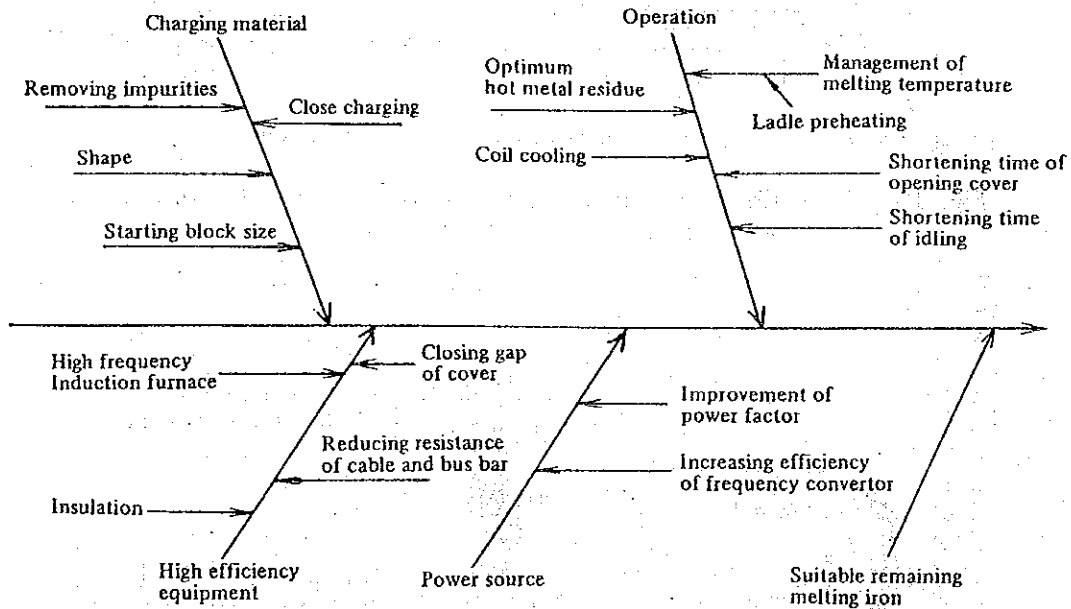 Charging material
Operation
Removing impurities
Close charging
Shape
Starting block size
Optimum
hot metal residue
Management of
melting temperature
Ladle preheating
Coil cooling
Shortening time of
opening cover
Shortening time
of idling
High frequency
Induction furnace
Closing gap
of cover
Reducing resistance
of cable and bus bar
Insulation
High efficiency
equipment
Improvement of
power factor
Increasing efficiency
of frequency convertor
Power source
Suitable remaining
melting iron